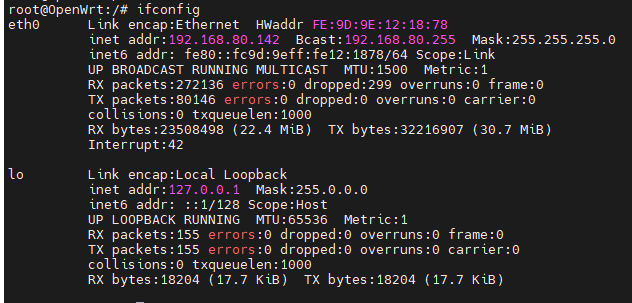 root@OpenWrt:/# ifconfig
eth0      Link encap:Ethernet  HWaddr FE:9D:9E:12:18:78
          inet addr:192.168.80.142  Bcast:192.168.80.255  Mask:255.255.255.0
          inet6 addr: fe80::fc9d:9eff:fe12:1878/64 Scope:Link
          UP BROADCAST RUNNING MULTICAST  MTU:1500  Metric:1
          RX packets:272136 errors:0 dropped:299 overruns:0 frame:0
          TX packets:80146 errors:0 dropped:0 overruns:0 carrier:0
          collisions:0 txqueuelen:1000
          RX bytes:23508498 (22.4 MiB)  TX bytes:32216907 (30.7 MiB)
          Interrupt:42

lo        Link encap:Local Loopback
          inet addr:127.0.0.1  Mask:255.0.0.0
          inet6 addr: ::1/128 Scope:Host
          UP LOOPBACK RUNNING  MTU:65536  Metric:1
          RX packets:155 errors:0 dropped:0 overruns:0 frame:0
          TX packets:155 errors:0 dropped:0 overruns:0 carrier:0
          collisions:0 txqueuelen:1000
          RX bytes:18204 (17.7 KiB)  TX bytes:18204 (17.7 KiB)